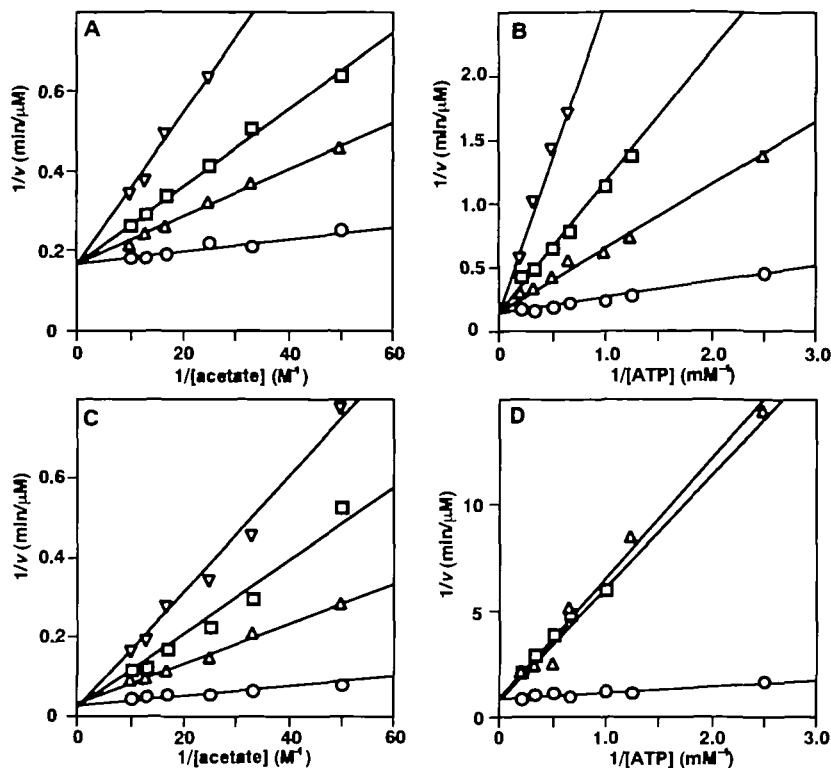 A
1/v (min/μM)
0.6
0.4
0.2
0
0 20 40 60
1/[acetate] (M⁻¹)
B
1/v (min/μM)
2.0
1.5
1.0
0.5
0
0 1.0 2.0 3.0
1/[ATP] (mM⁻¹)
C
1/v (min/μM)
0.6
0.4
0.2
0
0 20 40 60
1/[acetate] (M⁻¹)
D
1/v (min/μM)
10
5
0
0 1.0 2.0 3.0
1/[ATP] (mM⁻¹)